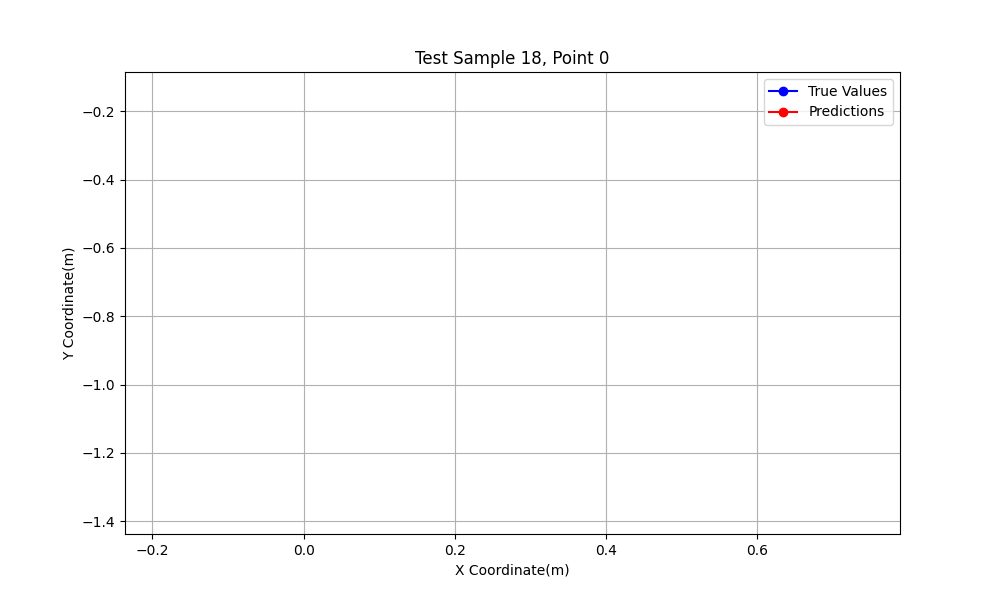 Test Sample 18, Point 0
True Values
Predictions
−0.2
−0.4
−0.6
−0.8
−1.0
−1.2
−1.4
Y Coordinate(m)
−0.2
0.0
0.2
0.4
0.6
X Coordinate(m)